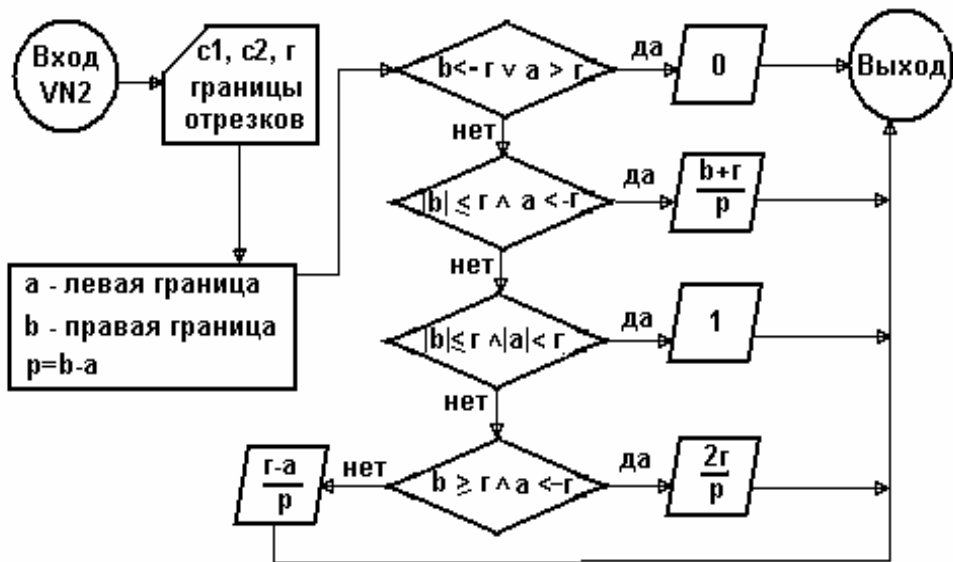 Вход
VN2
c1, c2, r
границы
отрезков
b<- r ∨ a > r
да
0
Выход
нет
|b| ≤ r ∧ a <-r
да
b+r
p
нет
a - левая граница
b - правая граница
p=b-a
|b|≤ r ∧|a|< r
да
1
нет
b ≥ r ∧ a <-r
нет
r-a
p
да
2r
p